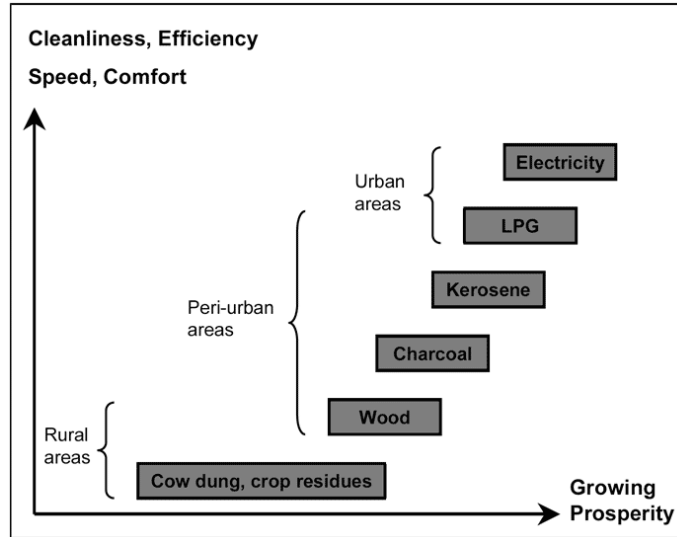 Cleanliness, Efficiency
Speed, Comfort
Electricity
Urban
areas
LPG
Kerosene
Peri-urban
areas
Charcoal
Wood
Rural
areas
Cow dung, crop residues
Growing
Prosperity